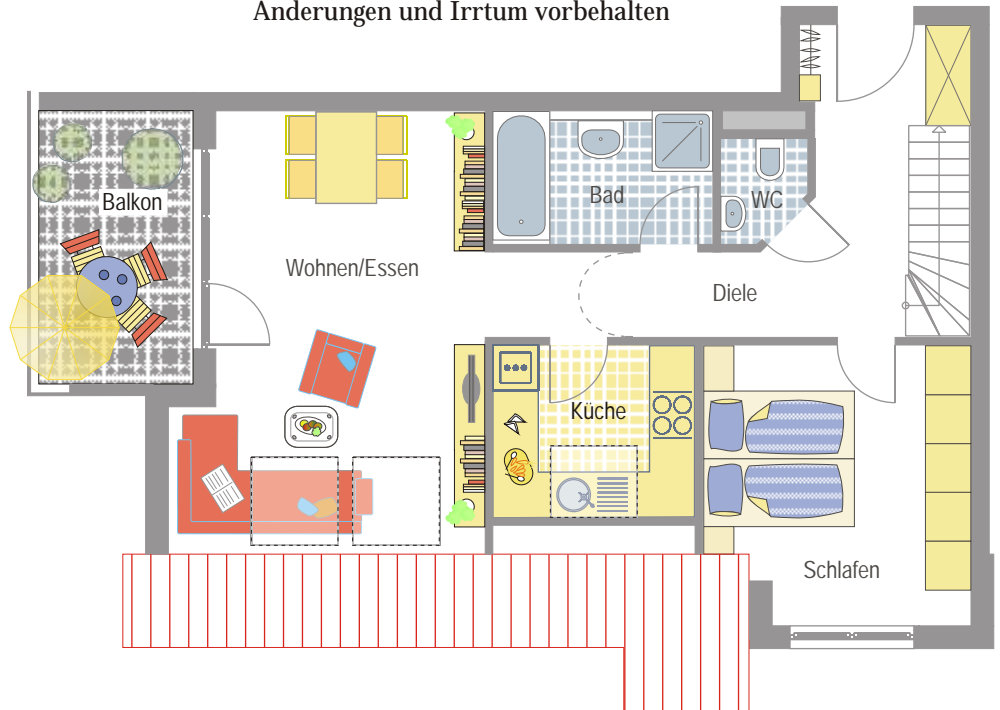 Änderungen und Irrtum vorbehalten
Balkon
Wohnen/Essen
Bad
WC
Diele
Küche
Schlafen